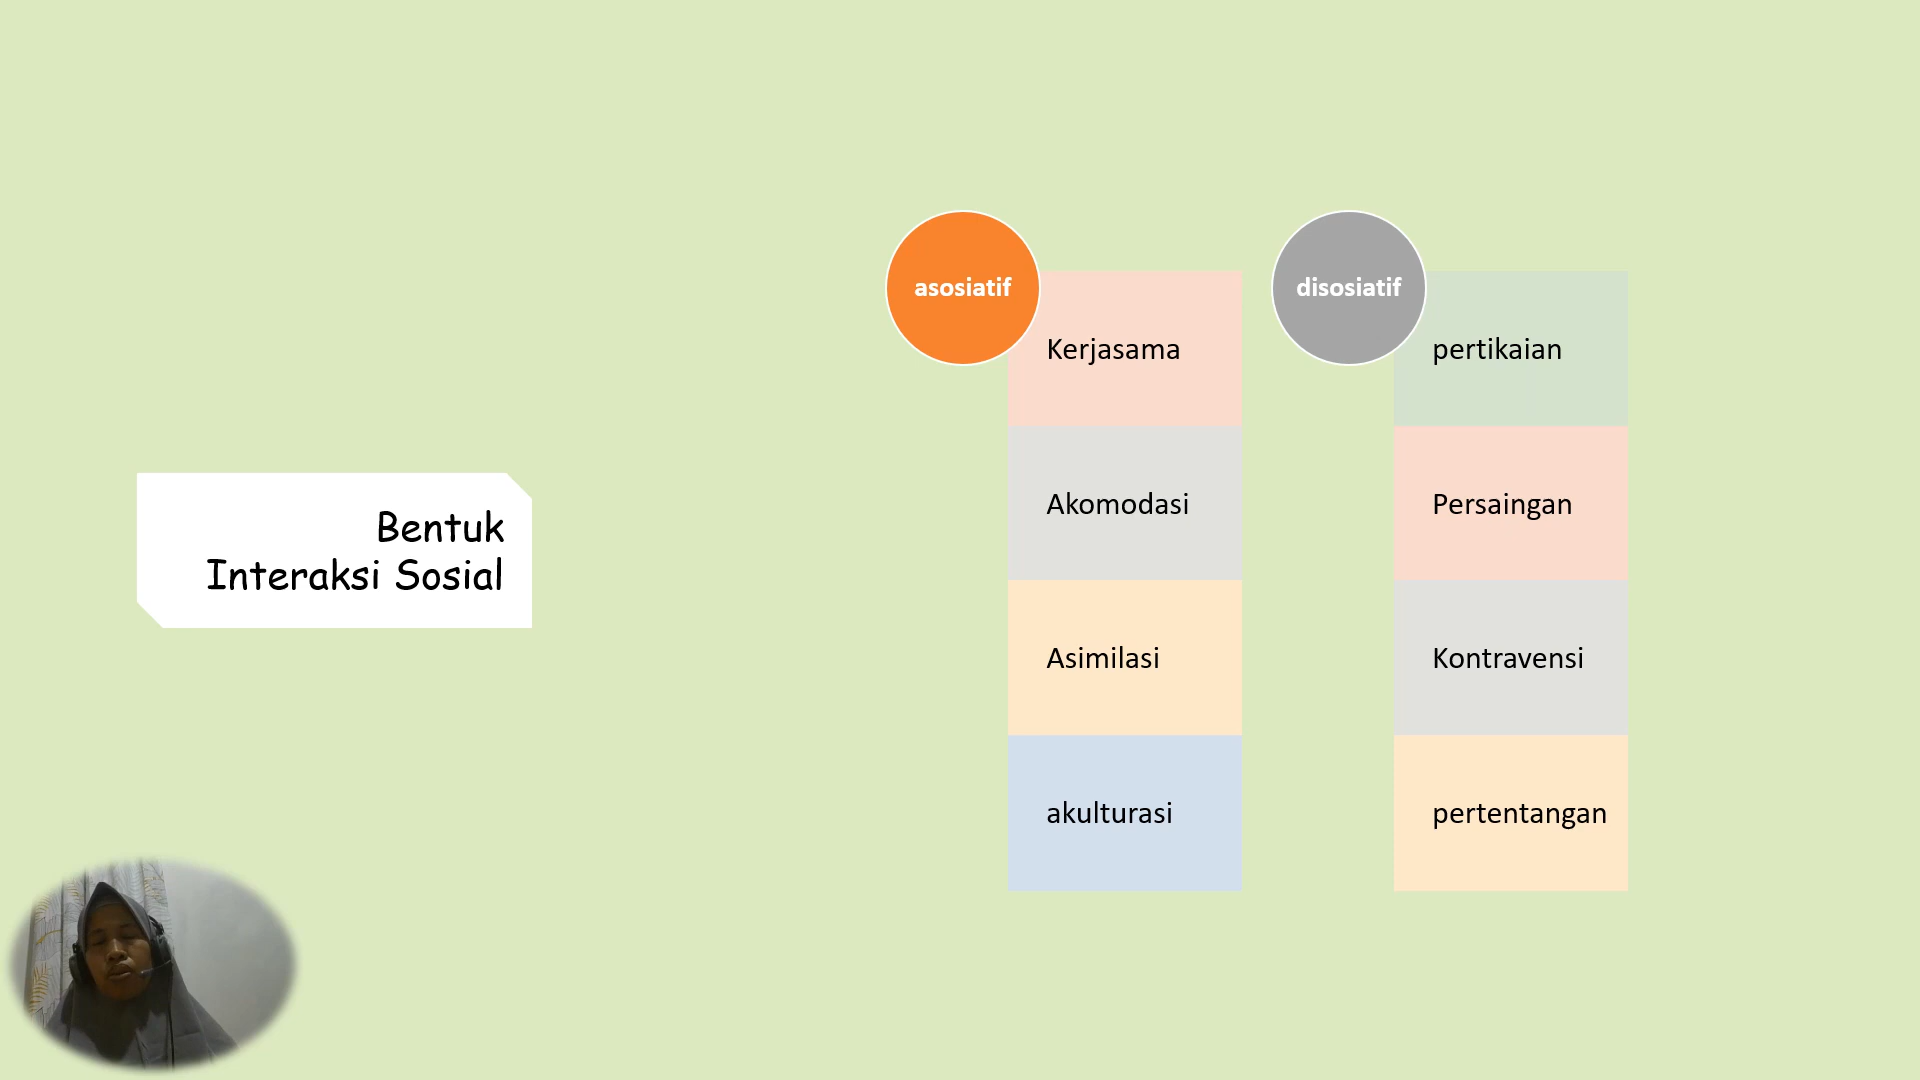 Bentuk
Interaksi Sosial
asosiatif
Kerjasama
Akomodasi
Asimilasi
akulturasi
disosiatif
pertikaian
Persaingan
Kontravensi
pertentangan